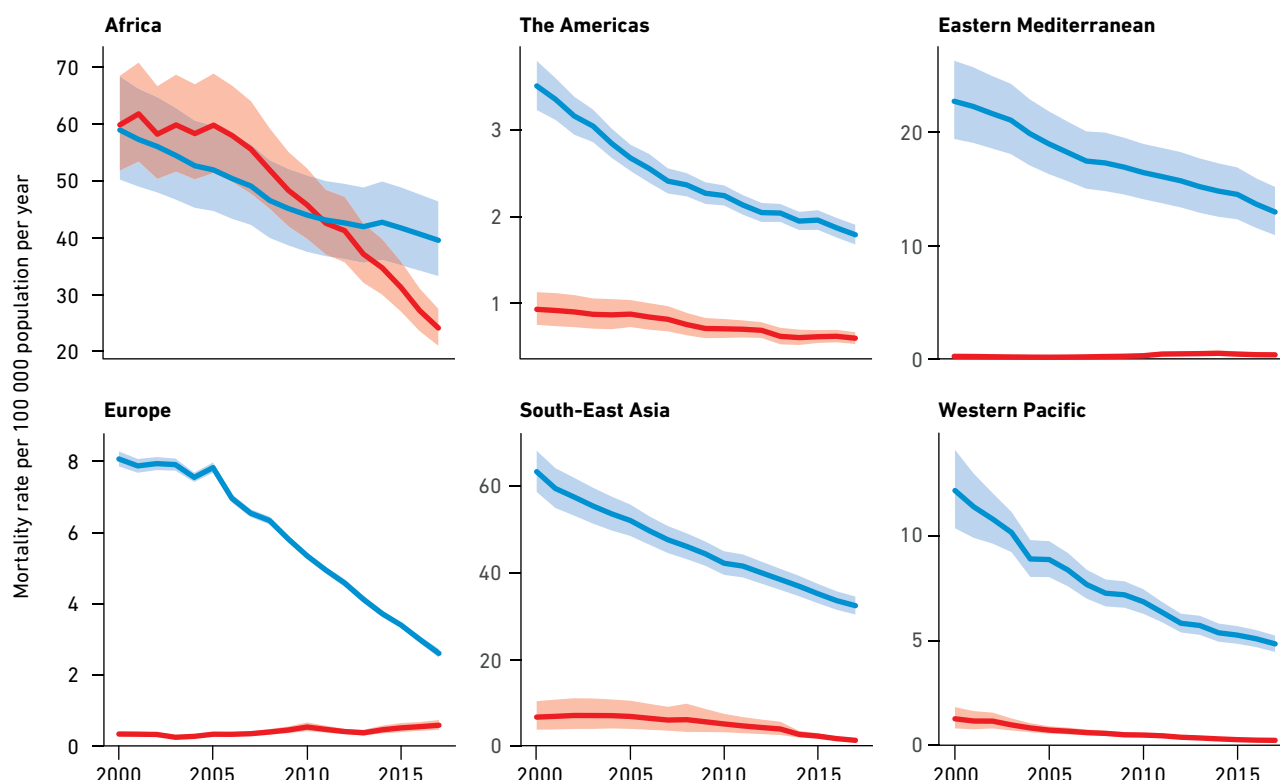 Africa
The Americas
Eastern Mediterranean
Mortality rate per 100 000 population per year
70
60
50
40
30
20
3
2
1
20
10
0
Europe
South-East Asia
Western Pacific
8
6
4
2
0
60
40
20
0
10
5
0
2000 2005 2010 2015
2000 2005 2010 2015
2000 2005 2010 2015